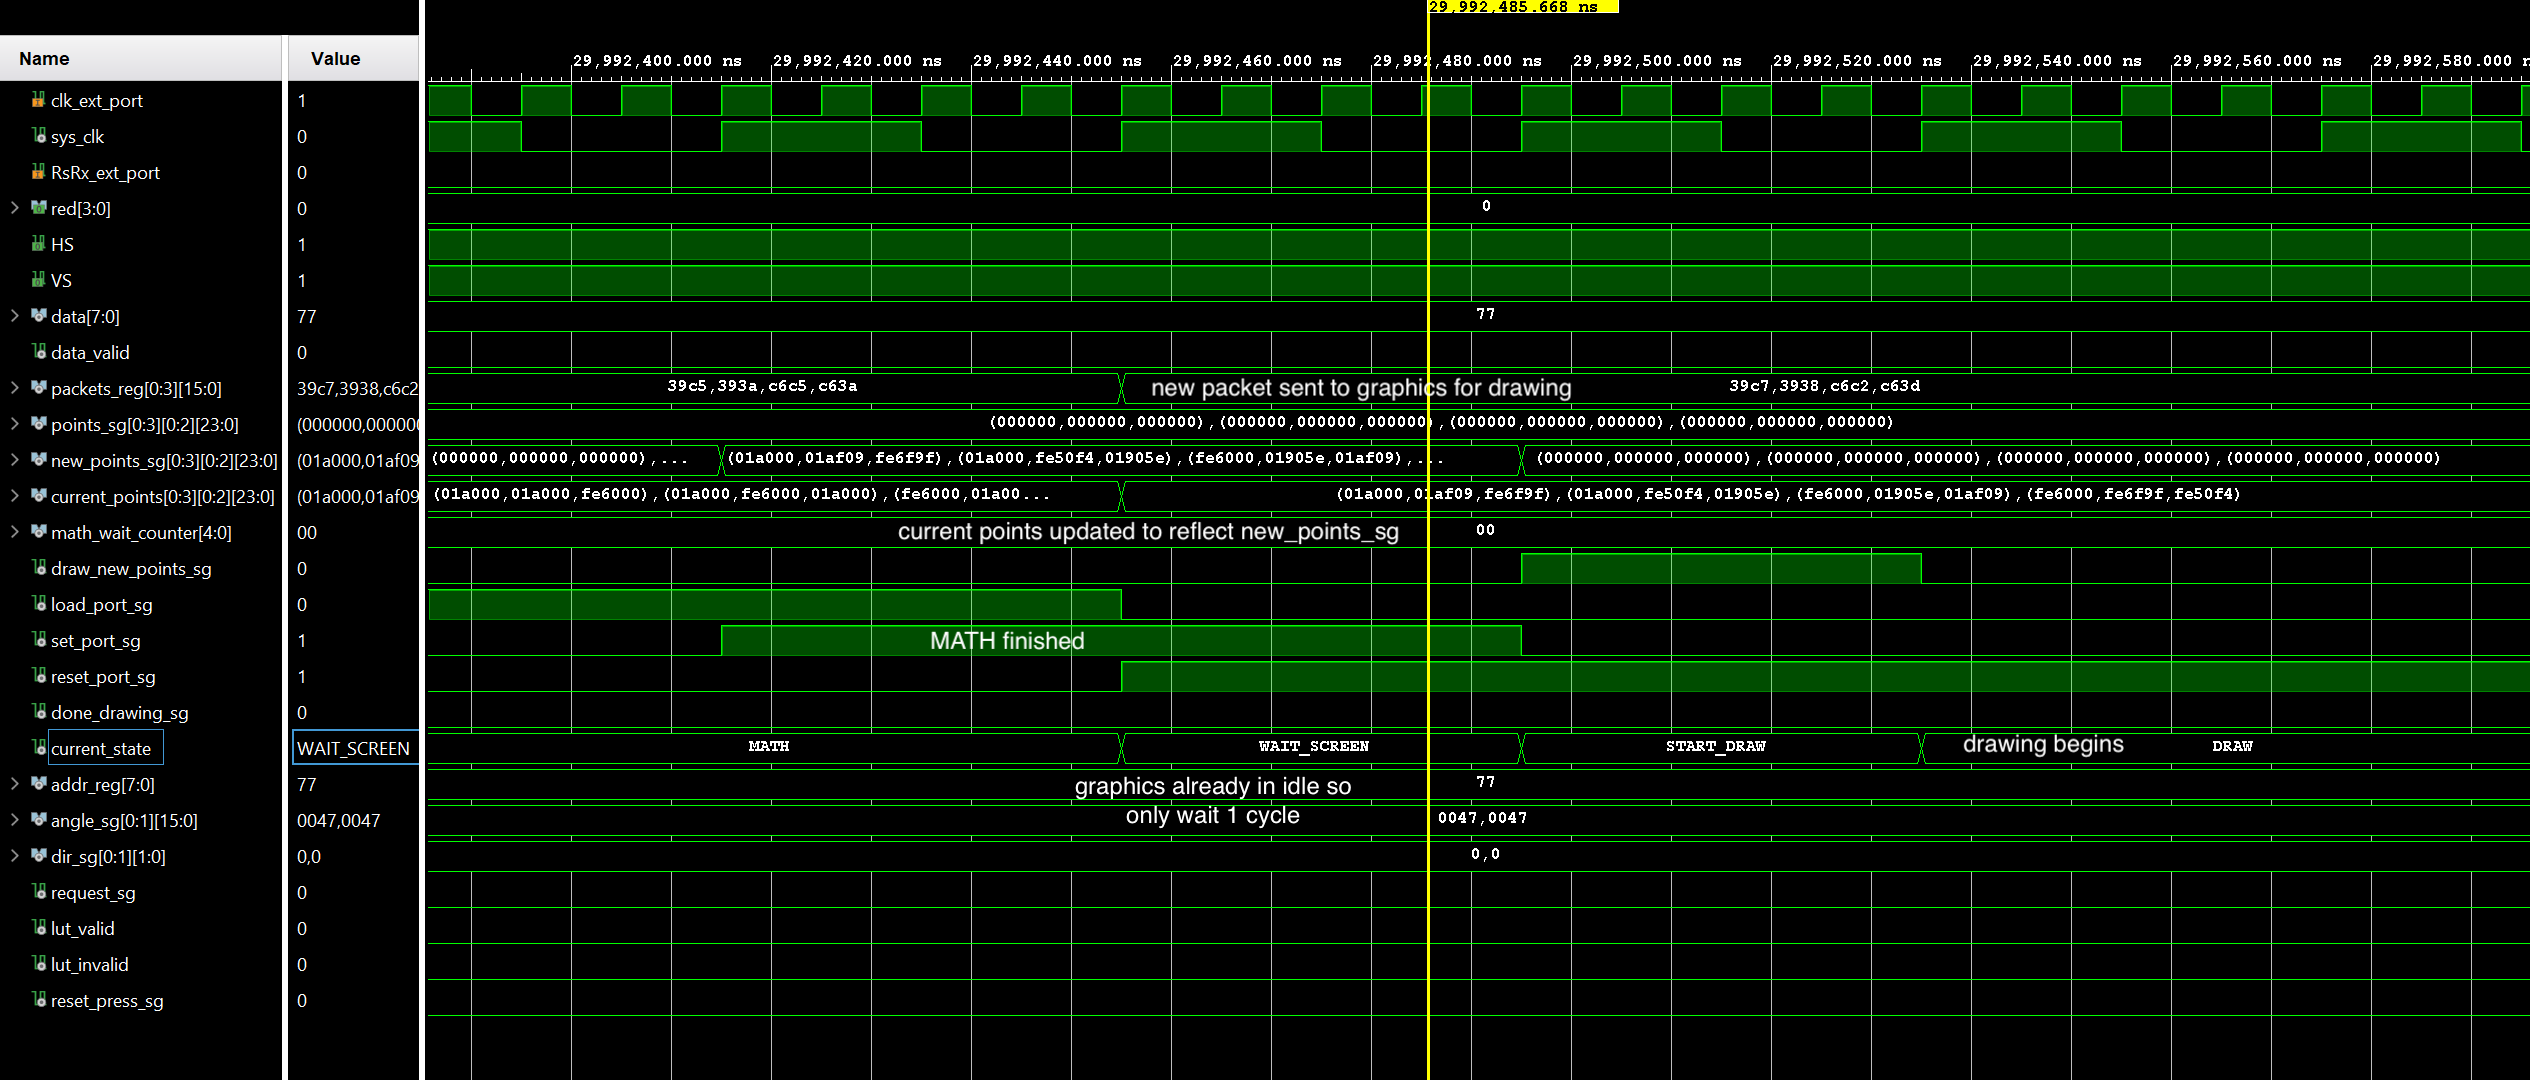 29,992,485.668 ns
Name Value
29,992,400.000 ns 29,992,420.000 ns 29,992,440.000 ns 29,992,460.000 ns 29,992,480.000 ns 29,992,500.000 ns 29,992,520.000 ns 29,992,540.000 ns 29,992,560.000 ns 29,992,580.000 n
clk_ext_port 1
sys_clk 0
RsRx_ext_port 0
red[3:0] 0 0
HS 1
VS 1
data[7:0] 77 77
data_valid 0
packets_reg[0:3][15:0] 39c7,3938,c6c2 39c5,393a,c6c5,c63a new packet sent to graphics for drawing 39c7,3938,c6c2,c63d
points_sg[0:3][0:2][23:0] (000000,000000 (000000,000000,000000),(000000,000000,000000),(000000,000000,000000),(000000,000000,000000)
new_points_sg[0:3][0:2][23:0] (01a000,01af09 (000000,000000,000000),... (01a000,01af09,fe6f9f),(01a000,fe50f4,01905e),(fe6000,01905e,01af09),... (000000,000000,000000),(000000,000000,000000),(000000,000000,000000),(000000,000000,000000)
current_points[0:3][0:2][23:0] (01a000,01af09 (01a000,01a000,fe6000),(01a000,fe6000,01a000),(fe6000,01a00... (01a000,01af09,fe6f9f),(01a000,fe50f4,01905e),(fe6000,01905e,01af09),(fe6000,fe6f9f,fe50f4)
math_wait_counter[4:0] 00 current points updated to reflect new_points_sg 00
draw_new_points_sg 0
load_port_sg 0
set_port_sg 1 MATH finished
reset_port_sg 1
done_drawing_sg 0
current_state WAIT_SCREEN MATH WAIT_SCREEN START_DRAW drawing begins DRAW
addr_reg[7:0] 77 graphics already in idle so 77
angle_sg[0:1][15:0] 0047,0047 only wait 1 cycle 0047,0047
dir_sg[0:1][1:0] 0,0 0,0
request_sg 0
lut_valid 0
lut_invalid 0
reset_press_sg 0